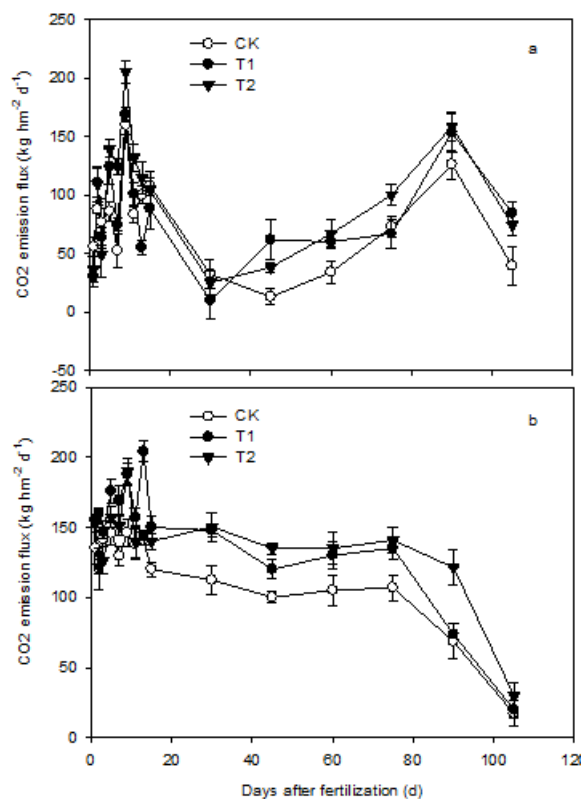 250
200
150
100
50
0
-50
CO2 emission flux (kg hm-2 d-1)
CK
T1
T2
a
250
200
150
100
50
0
CO2 emission flux (kg hm-2 d-1)
CK
T1
T2
b
0 20 40 60 80 100 120
Days after fertilization (d)